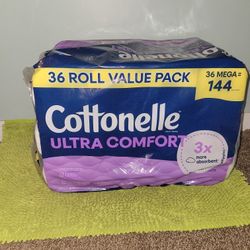 36 ROLL VALUE PACK
36 MEGA =
144
Cottonelle
ULTRA COMFORT
3x
more
absorbent